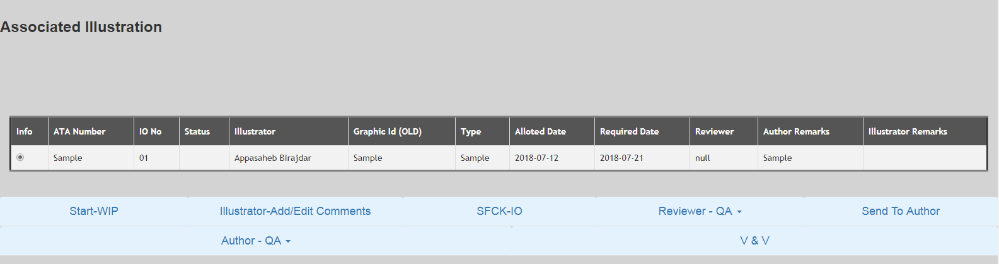 Associated Illustration
Info ATA Number IO No Status Illustrator Graphic Id (OLD) Type Alloted Date Required Date Reviewer Author Remarks Illustrator Remarks
Sample 01 Appasaheb Birajdar Sample Sample 2018-07-12 2018-07-21 null Sample
Start-WIP Illustrator-Add/Edit Comments SFCK-IO Reviewer - QA Send To Author
Author - QA V & V